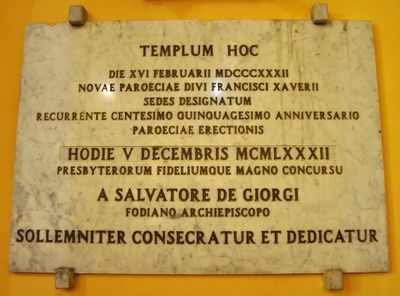 TEMPLUM HOC
DIE XVI FEBRUARII MDCCCXXXII
NOVAE PAROECIAE DIVI FRANCISCI XAVERII
SEDES DESIGNATUM
RECURRENTE CENTESIMO QUINQUAGESIMO ANNIVERSARIO
PAROECIAE ERECTIONIS
HODIE V DECEMBRIS MCMLXXXII
PRESBYTERORUM FIDELIUMQUE MAGNO CONCURSU
A SALVATORE DE GIORGI
FODIANO ARCHIEPISCOPO
SOLLEMNITER CONSECRATUR ET DEDICATUR